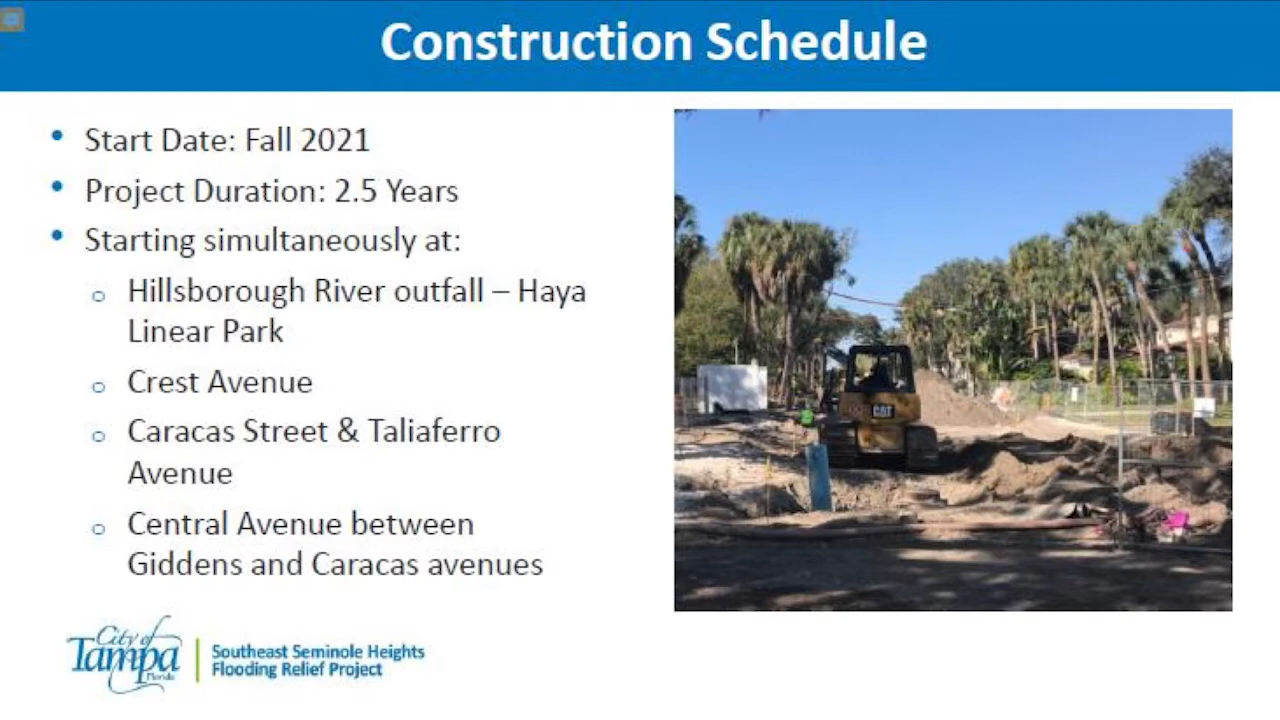 Construction Schedule
• Start Date: Fall 2021
• Project Duration: 2.5 Years
• Starting simultaneously at:
o Hillsborough River outfall – Haya
Linear Park
o Crest Avenue
o Caracas Street & Taliaferro
Avenue
o Central Avenue between
Giddens and Caracas avenues
CAT
City of
Tampa
Florida
Southeast Seminole Heights
Flooding Relief Project